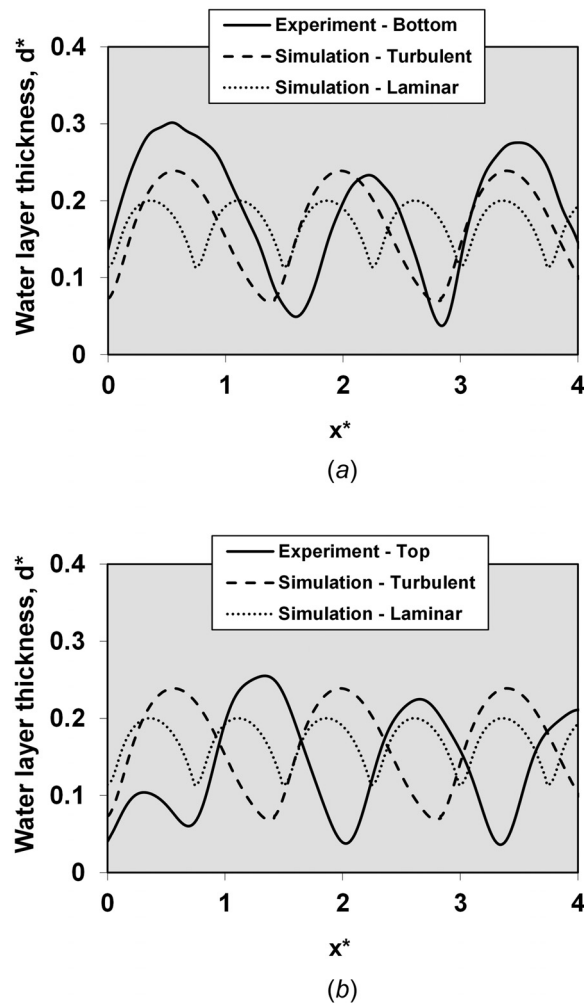 Experiment - Bottom
Simulation - Turbulent
Simulation - Laminar
Water layer thickness, d*
0.4
0.3
0.2
0.1
0
0 1 2 3 4
x*
(a)
Experiment - Top
Simulation - Turbulent
Simulation - Laminar
Water layer thickness, d*
0.4
0.3
0.2
0.1
0
0 1 2 3 4
x*
(b)